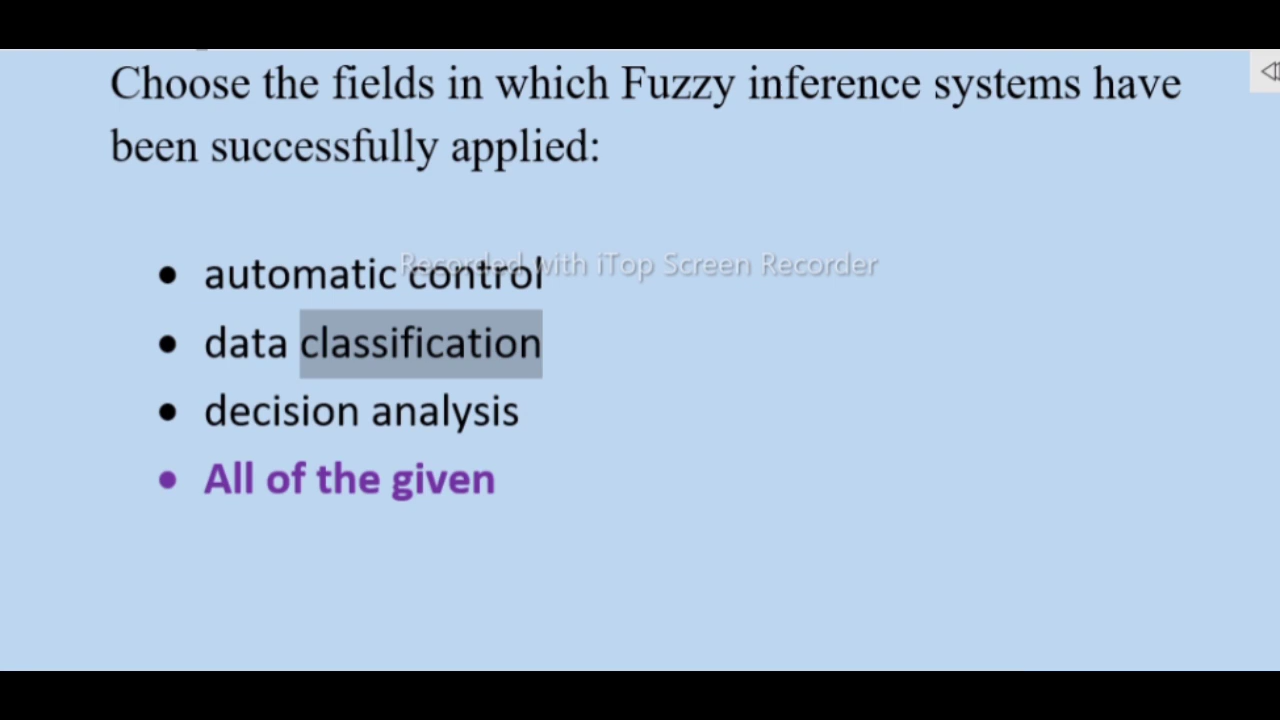 Choose the fields in which Fuzzy inference systems have
been successfully applied:
Recorded with iTop Screen Recorder
• automatic control
• data classification
• decision analysis
• All of the given